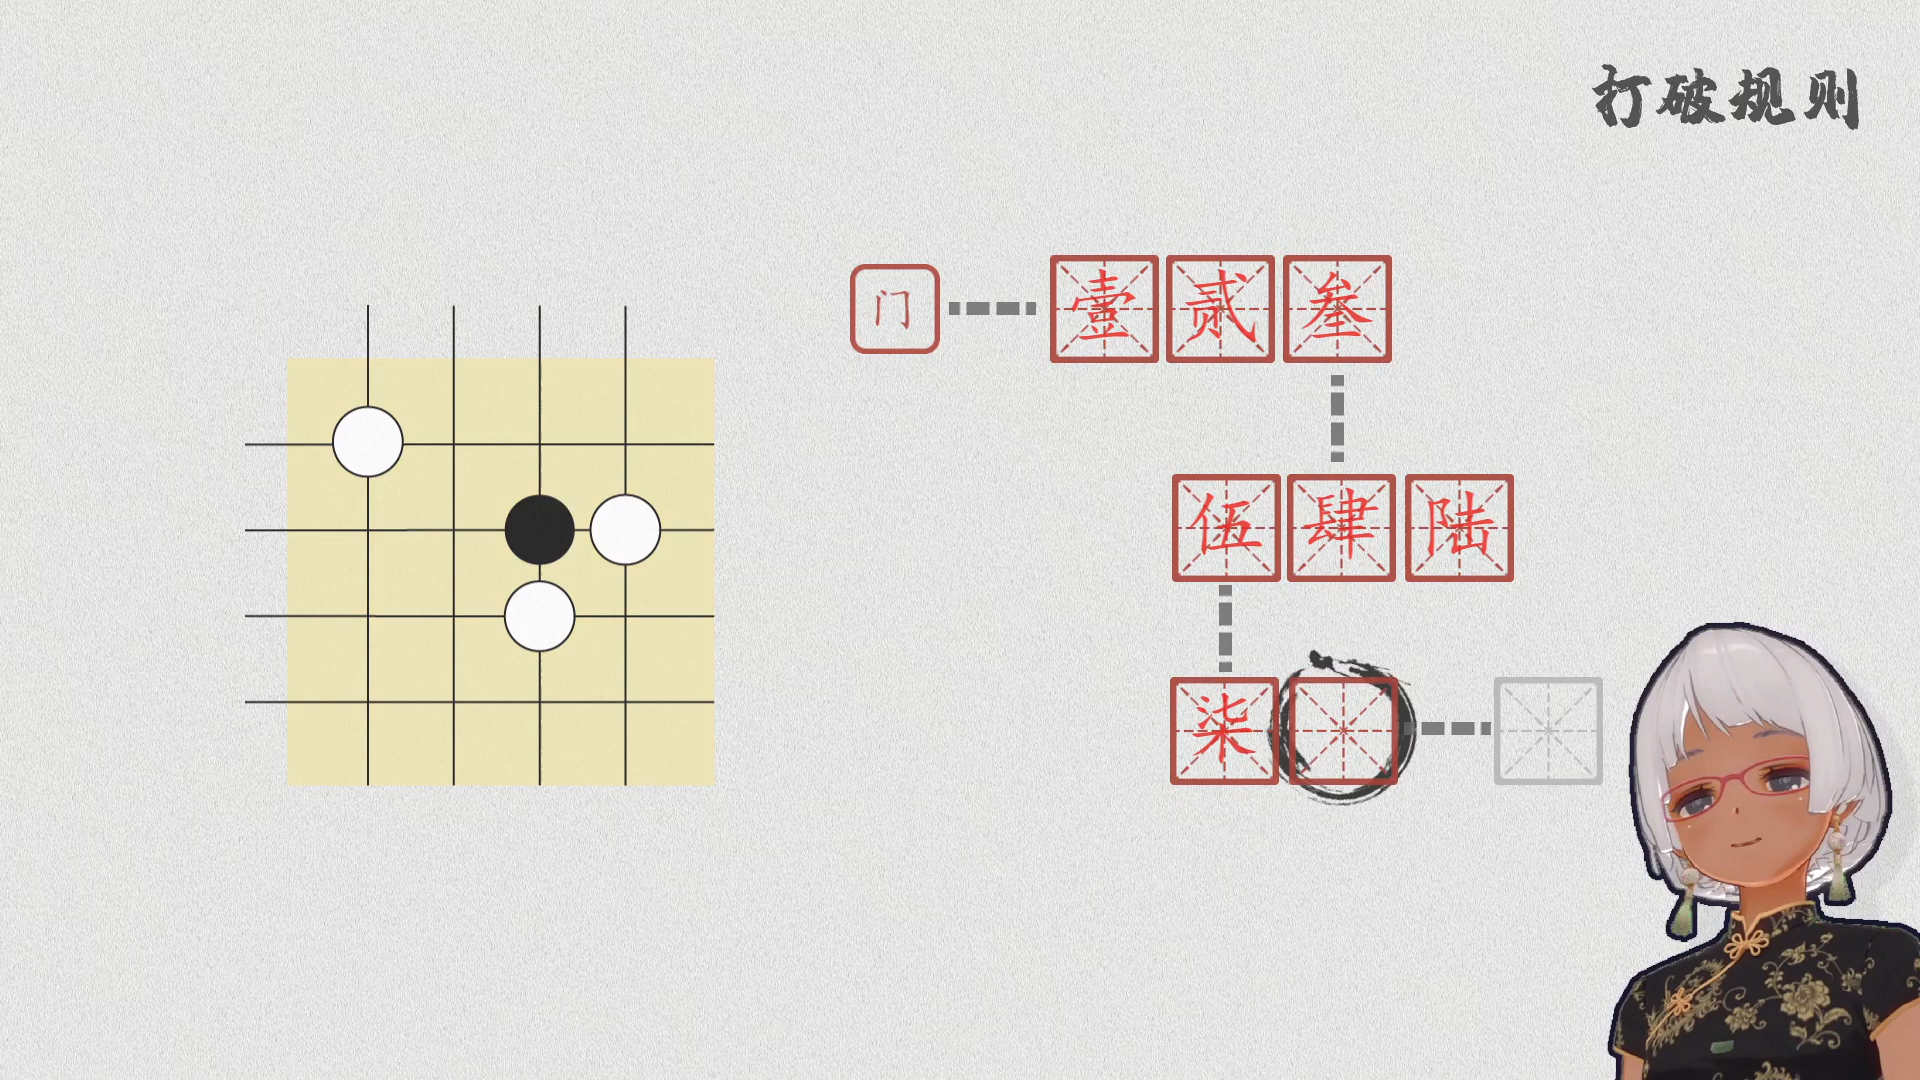 打破规则
门 壹 贰 叁
伍 肆 陆
柒